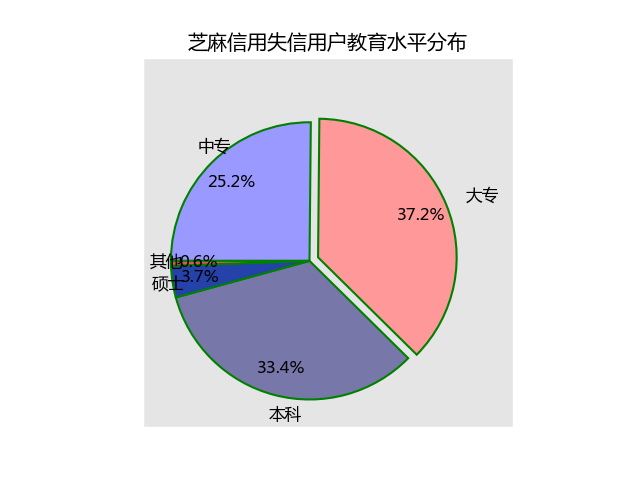 芝麻信用失信用户教育水平分布
中专
25.2%
大专
37.2%
其他
0.6%
硕士
3.7%
33.4%
本科